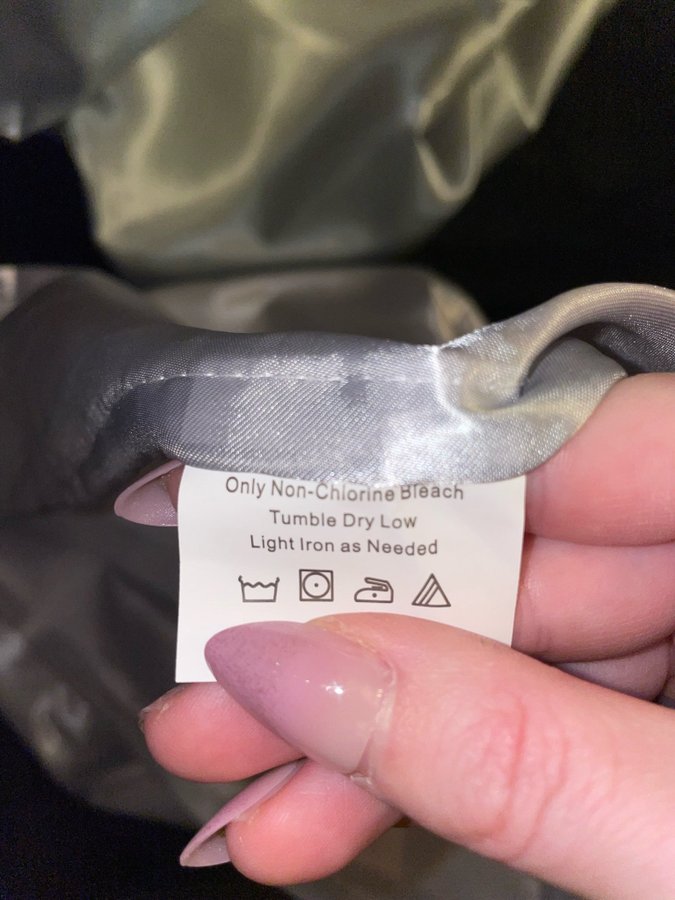 Only Non-Chlorine Bleach
Tumble Dry Low
Light Iron as Needed